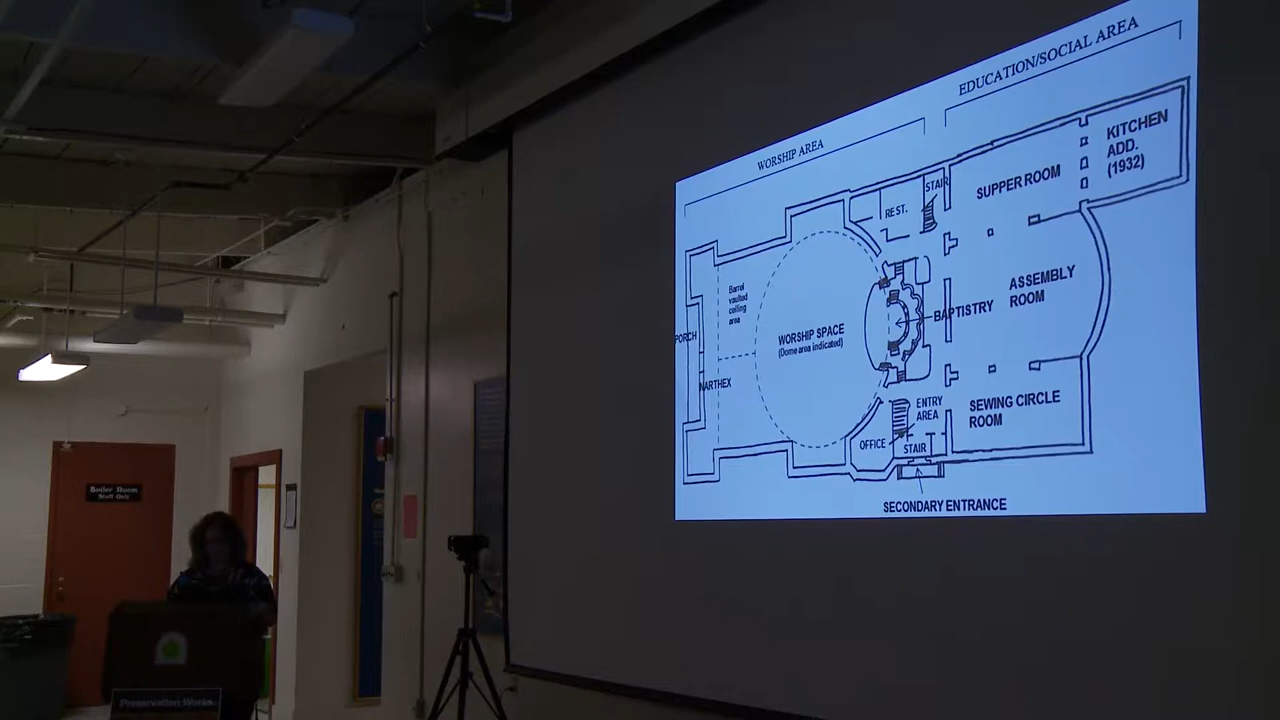 EDUCATION/SOCIAL AREA
WORSHIP AREA
KITCHEN
ADD.
(1932)
SUPPER ROOM
STAIR
REST.
ASSEMBLY
ROOM
Barrel
vaulted
ceiling
area
BAPTISTRY
WORSHIP SPACE
(Dome area indicated)
PORCH
NARTHEX
ENTRY
AREA
SEWING CIRCLE
ROOM
OFFICE
STAIR
SECONDARY ENTRANCE
Boiler Room
Staff Only
Preservation Works